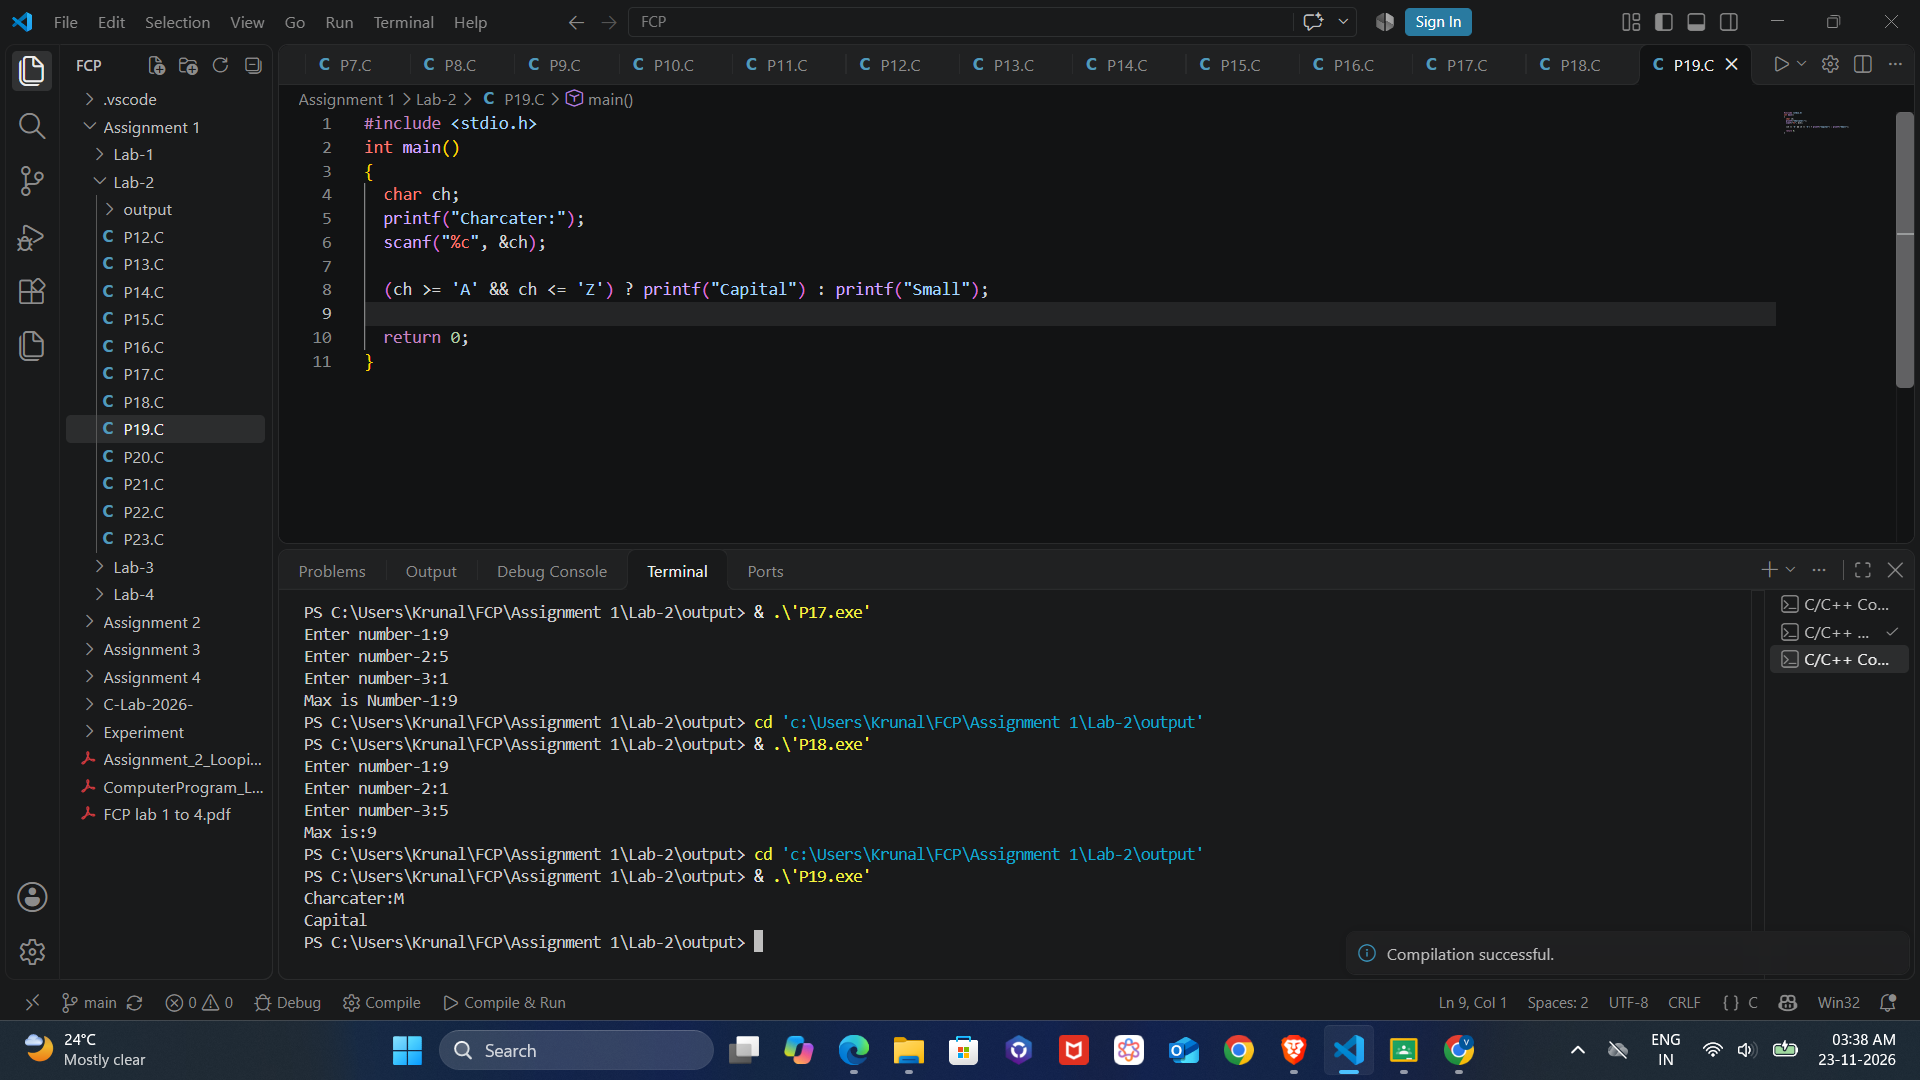 File Edit Selection View Go Run Terminal Help
FCP
Sign In
FCP
P7.C P8.C P9.C P10.C P11.C P12.C P13.C P14.C P15.C P16.C P17.C P18.C P19.C
.vscode
Assignment 1
Lab-1
Lab-2
output
P12.C
P13.C
P14.C
P15.C
P16.C
P17.C
P18.C
P19.C
P20.C
P21.C
P22.C
P23.C
Lab-3
Lab-4
Assignment 2
Assignment 3
Assignment 4
C-Lab-2026-
Experiment
Assignment_2_Loopi...
ComputerProgram_L...
FCP lab 1 to 4.pdf
Assignment 1 > Lab-2 > C P19.C > main()
1 #include <stdio.h>
2 int main()
3 {
4 char ch;
5 printf("Charcater:");
6 scanf("%c", &ch);
7
8 (ch >= 'A' && ch <= 'Z') ? printf("Capital") : printf("Small");
9
10 return 0;
11 }
Problems Output Debug Console Terminal Ports
PS C:\Users\Krunal\FCP\Assignment 1\Lab-2\output> & .\'P17.exe'
Enter number-1:9
Enter number-2:5
Enter number-3:1
Max is Number-1:9
PS C:\Users\Krunal\FCP\Assignment 1\Lab-2\output> cd 'c:\Users\Krunal\FCP\Assignment 1\Lab-2\output'
PS C:\Users\Krunal\FCP\Assignment 1\Lab-2\output> & .\'P18.exe'
Enter number-1:9
Enter number-2:1
Enter number-3:5
Max is:9
PS C:\Users\Krunal\FCP\Assignment 1\Lab-2\output> cd 'c:\Users\Krunal\FCP\Assignment 1\Lab-2\output'
PS C:\Users\Krunal\FCP\Assignment 1\Lab-2\output> & .\'P19.exe'
Charcater:M
Capital
PS C:\Users\Krunal\FCP\Assignment 1\Lab-2\output>
C/C++ Co...
C/C++ ...
C/C++ Co...
Compilation successful.
main 0 0 Debug Compile Compile & Run
Ln 9, Col 1 Spaces: 2 UTF-8 CRLF {} C Win32
24°C
Mostly clear
Search
ENG
IN
03:38 AM
23-11-2026